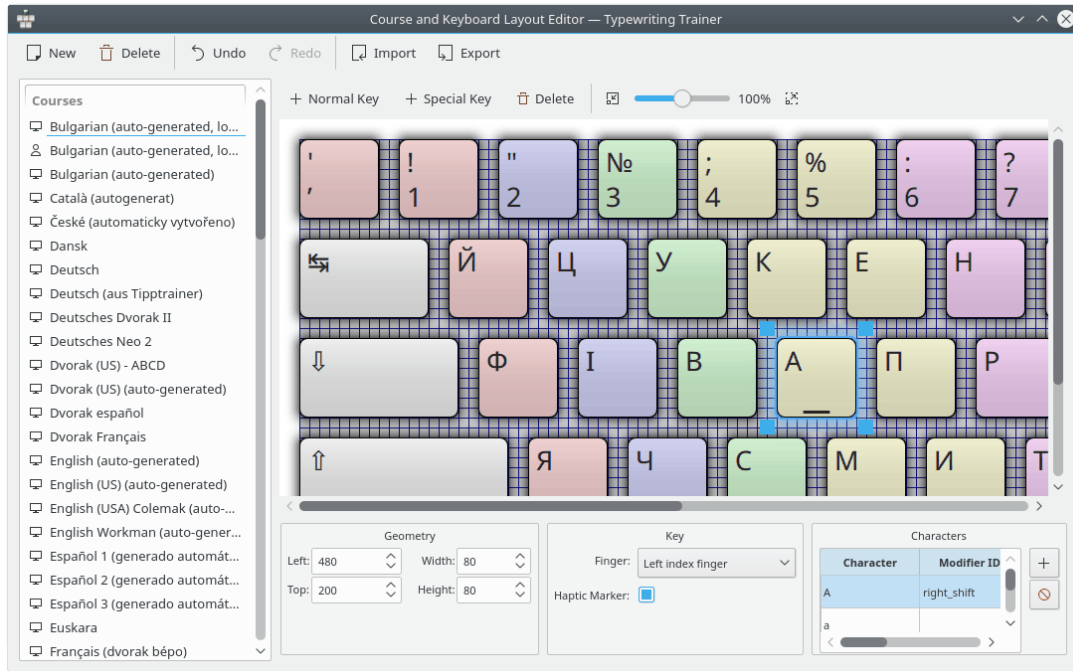 Course and Keyboard Layout Editor — Typewriting Trainer
New Delete Undo Redo Import Export
Courses
Bulgarian (auto-generated, lo...
Bulgarian (auto-generated, lo...
Bulgarian (autogenerated)
Català (autogenerat)
České (automaticky vytvořeno)
Dansk
Deutsch
Deutsch (aus Tipptrainer)
Deutsches Dvorak II
Deutsches Neo 2
Dvorak (US) - ABCD
Dvorak (US) (auto-generated)
Dvorak español
Dvorak Français
English (auto-generated)
English (US) (auto-generated)
English (USA) Colemak (auto-...
English Workman (auto-gener...
Español 1 (generado automát...
Español 2 (generado automát...
Español 3 (generado automát...
Euskara
Français (dvorak bépo)
+ Normal Key + Special Key Delete 100%
' ! " № ; % : ?
’ 1 2 3 4 5 6 7
↹ Й Ц У К Е Н
⇩ Ф І В А П Р
⇧ Я Ч С М И Т
Geometry
Left: 480 Width: 80
Top: 200 Height: 80
Key
Finger: Left index finger
Haptic Marker:
Characters
Character Modifier ID
А right_shift
а